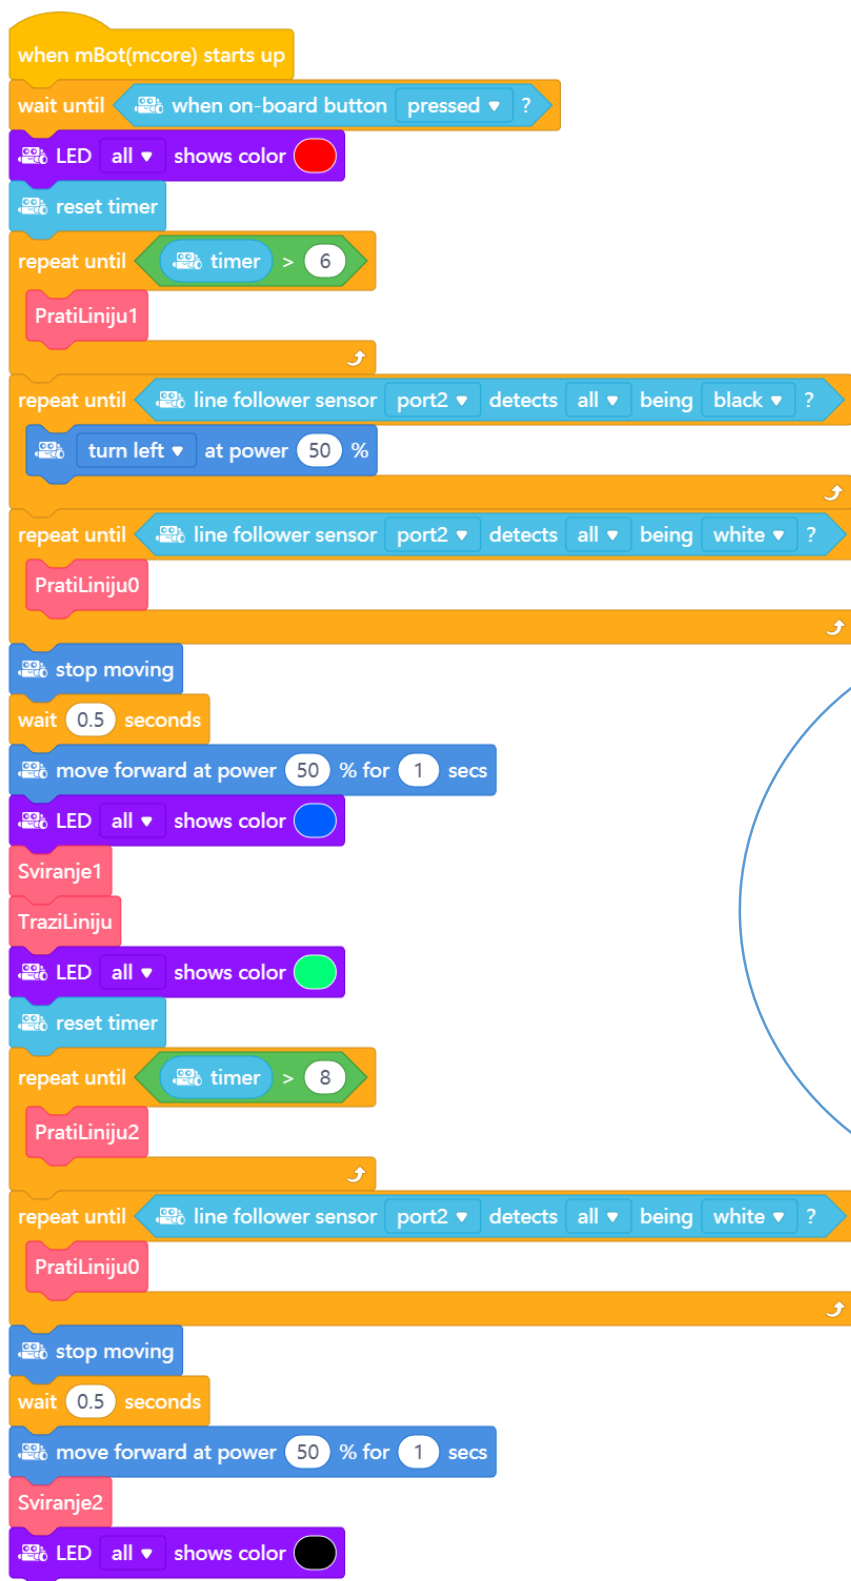 when mBot(mcore) starts up
wait until when on-board button pressed ?
LED all shows color
reset timer
repeat until timer > 6
PratiLiniju1
repeat until line follower sensor port2 detects all being black ?
turn left at power 50 %
repeat until line follower sensor port2 detects all being white ?
PratiLiniju0
stop moving
wait 0.5 seconds
move forward at power 50 % for 1 secs
LED all shows color
Sviranje1
TraziLiniju
LED all shows color
reset timer
repeat until timer > 8
PratiLiniju2
repeat until line follower sensor port2 detects all being white ?
PratiLiniju0
stop moving
wait 0.5 seconds
move forward at power 50 % for 1 secs
Sviranje2
LED all shows color